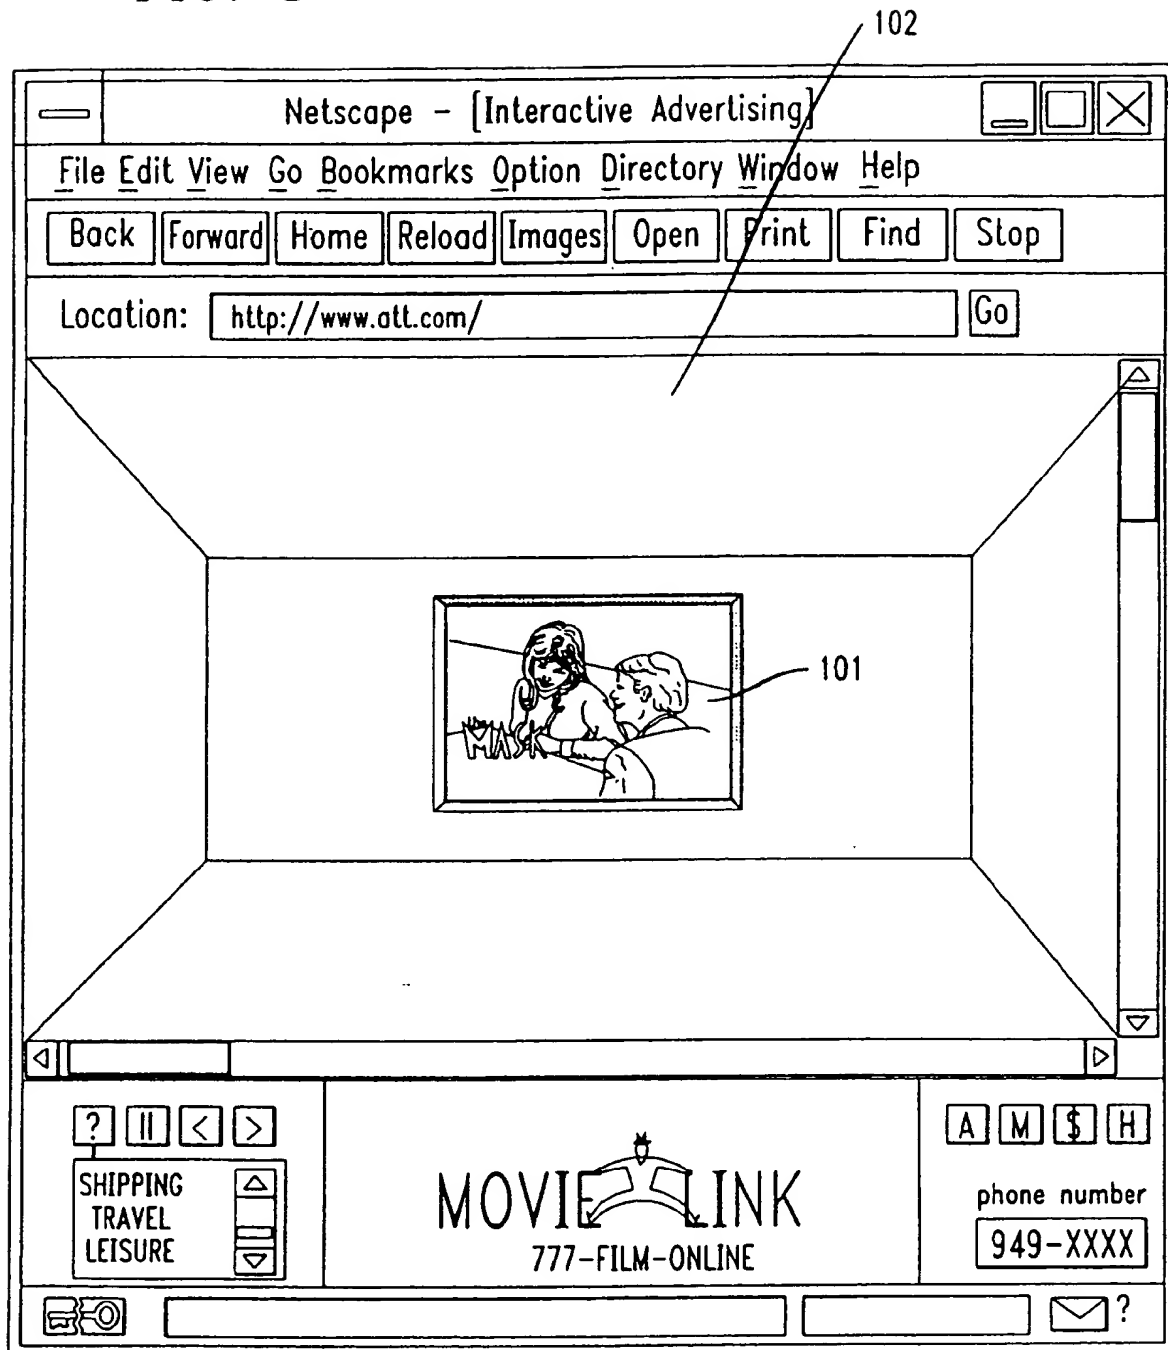 102
Netscape - [Interactive Advertising]
File Edit View Go Bookmarks Option Directory Window Help
Back Forward Home Reload Images Open Print Find Stop
Location: http://www.att.com/ Go
101
THE
MASK
? || < > A M $ H
SHIPPING
TRAVEL
LEISURE
MOVIE LINK
777-FILM-ONLINE
phone number
949-XXXX
?